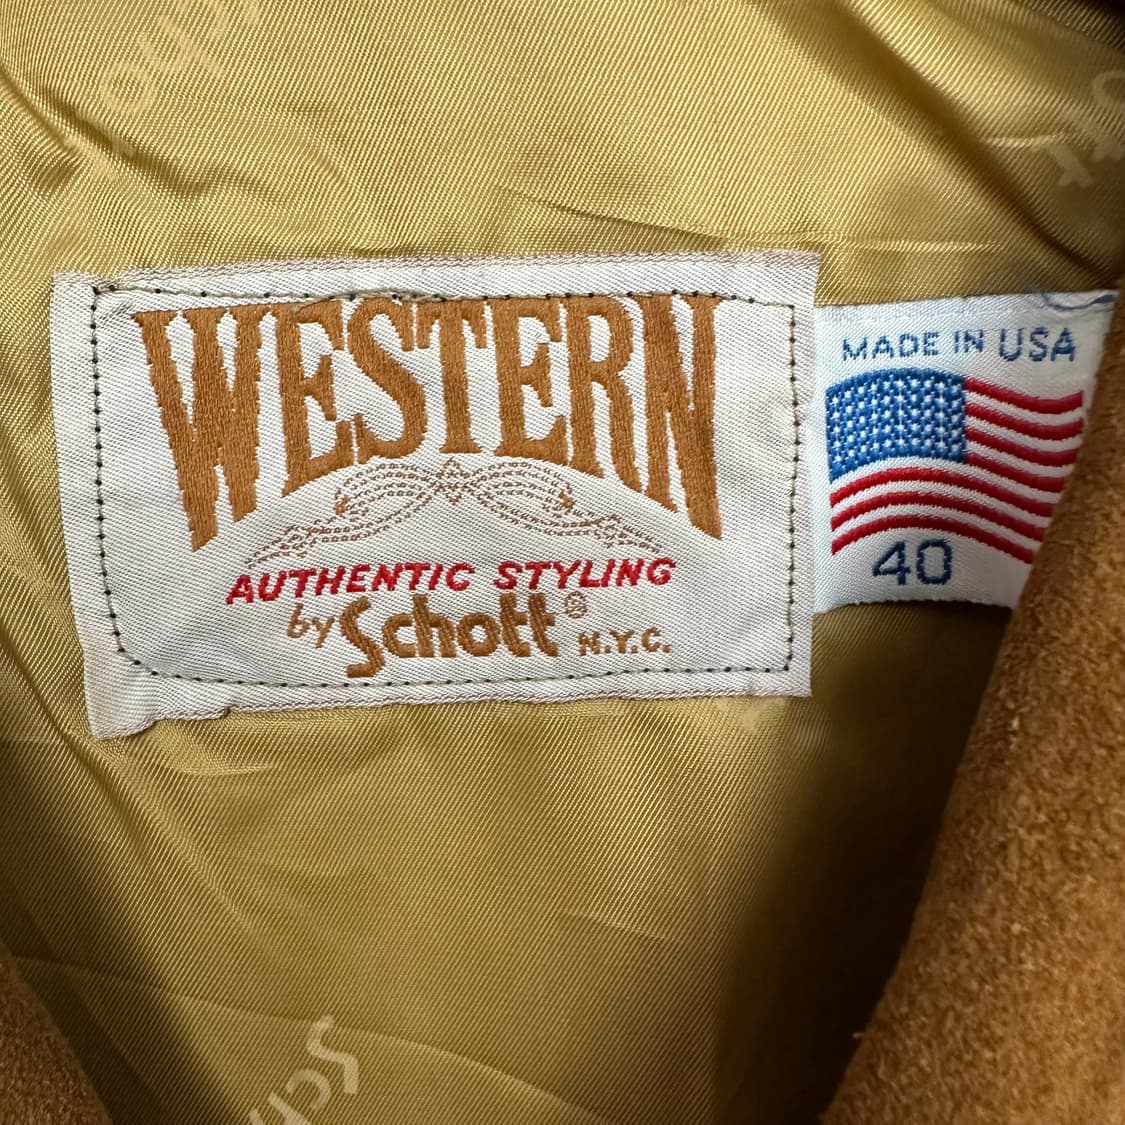 WESTERN
AUTHENTIC STYLING
by Schott® N.Y.C.
MADE IN USA
40